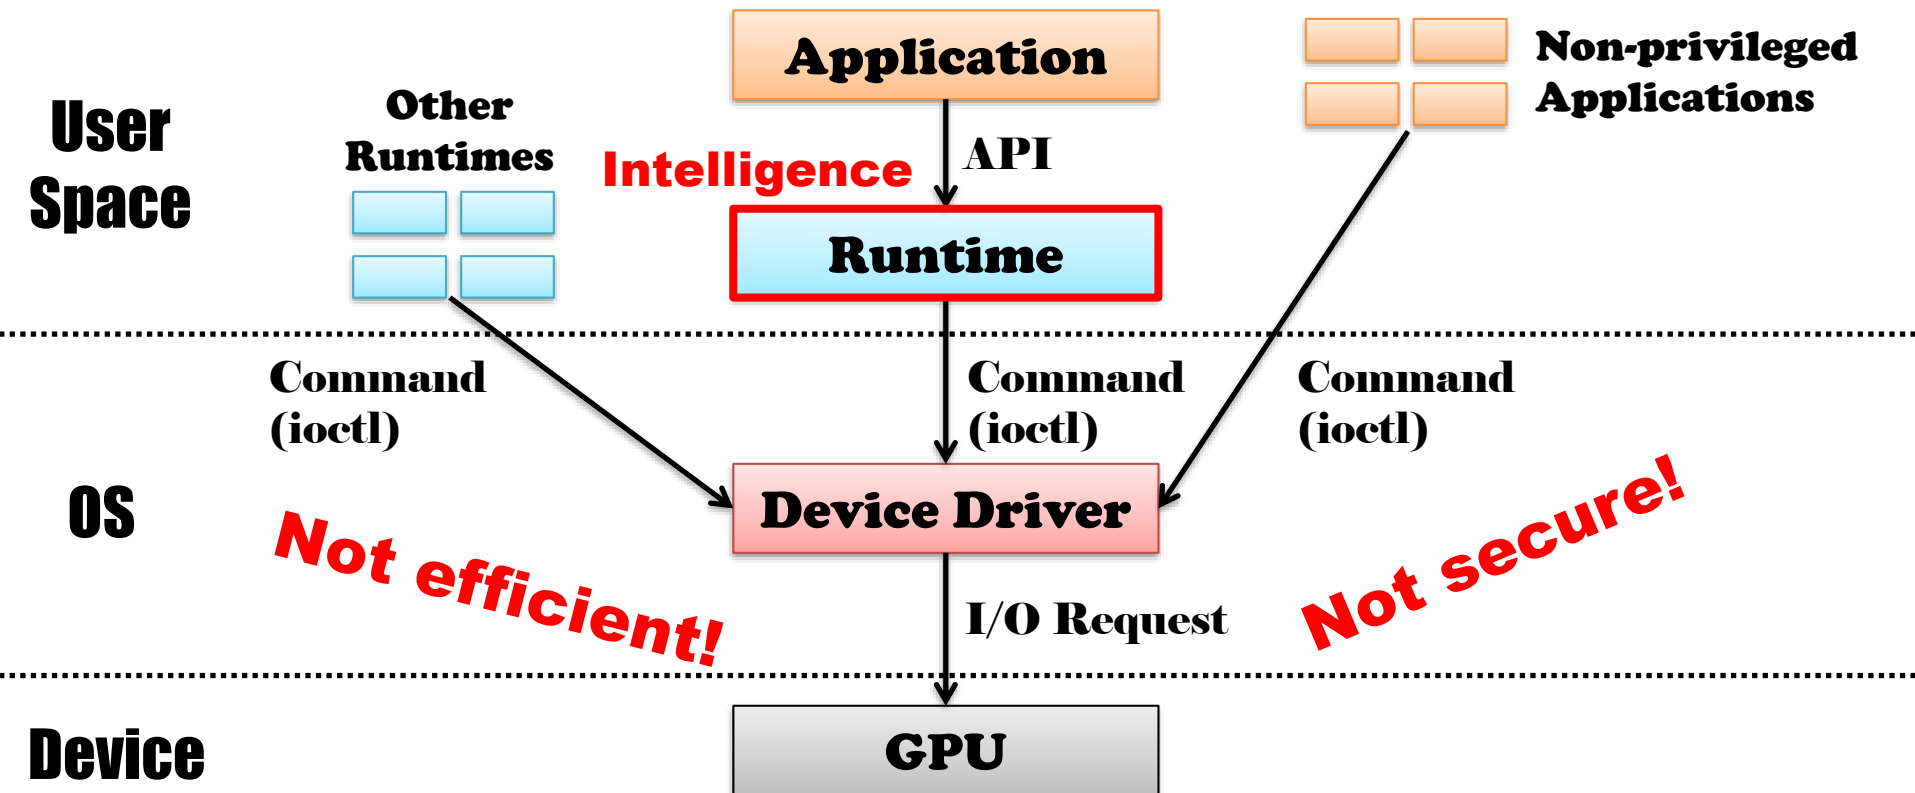 Application
Non-privileged
Applications
User
Space
Other
Runtimes
Intelligence
API
Runtime
Command
(ioctl)
Command
(ioctl)
Command
(ioctl)
OS
Device Driver
Not efficient!
Not secure!
I/O Request
Device
GPU